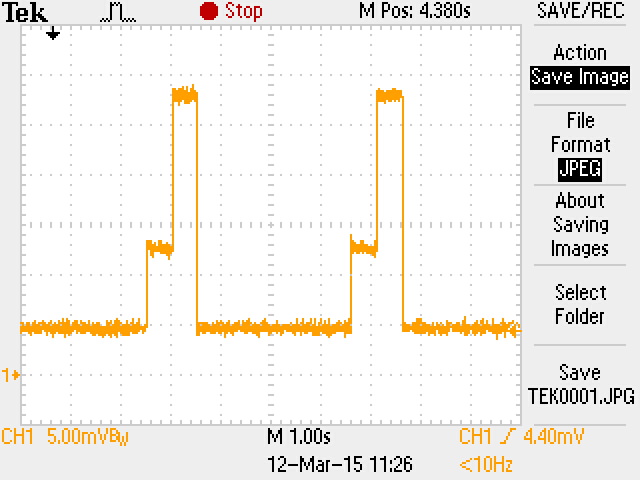 Tek Stop M Pos: 4.380s SAVE/REC
Action
Save Image
File
Format
JPEG
About
Saving
Images
Select
Folder
Save
TEK0001.JPG
1
CH1 5.00mVBw M 1.00s CH1 4.40mV
12-Mar-15 11:26 <10Hz